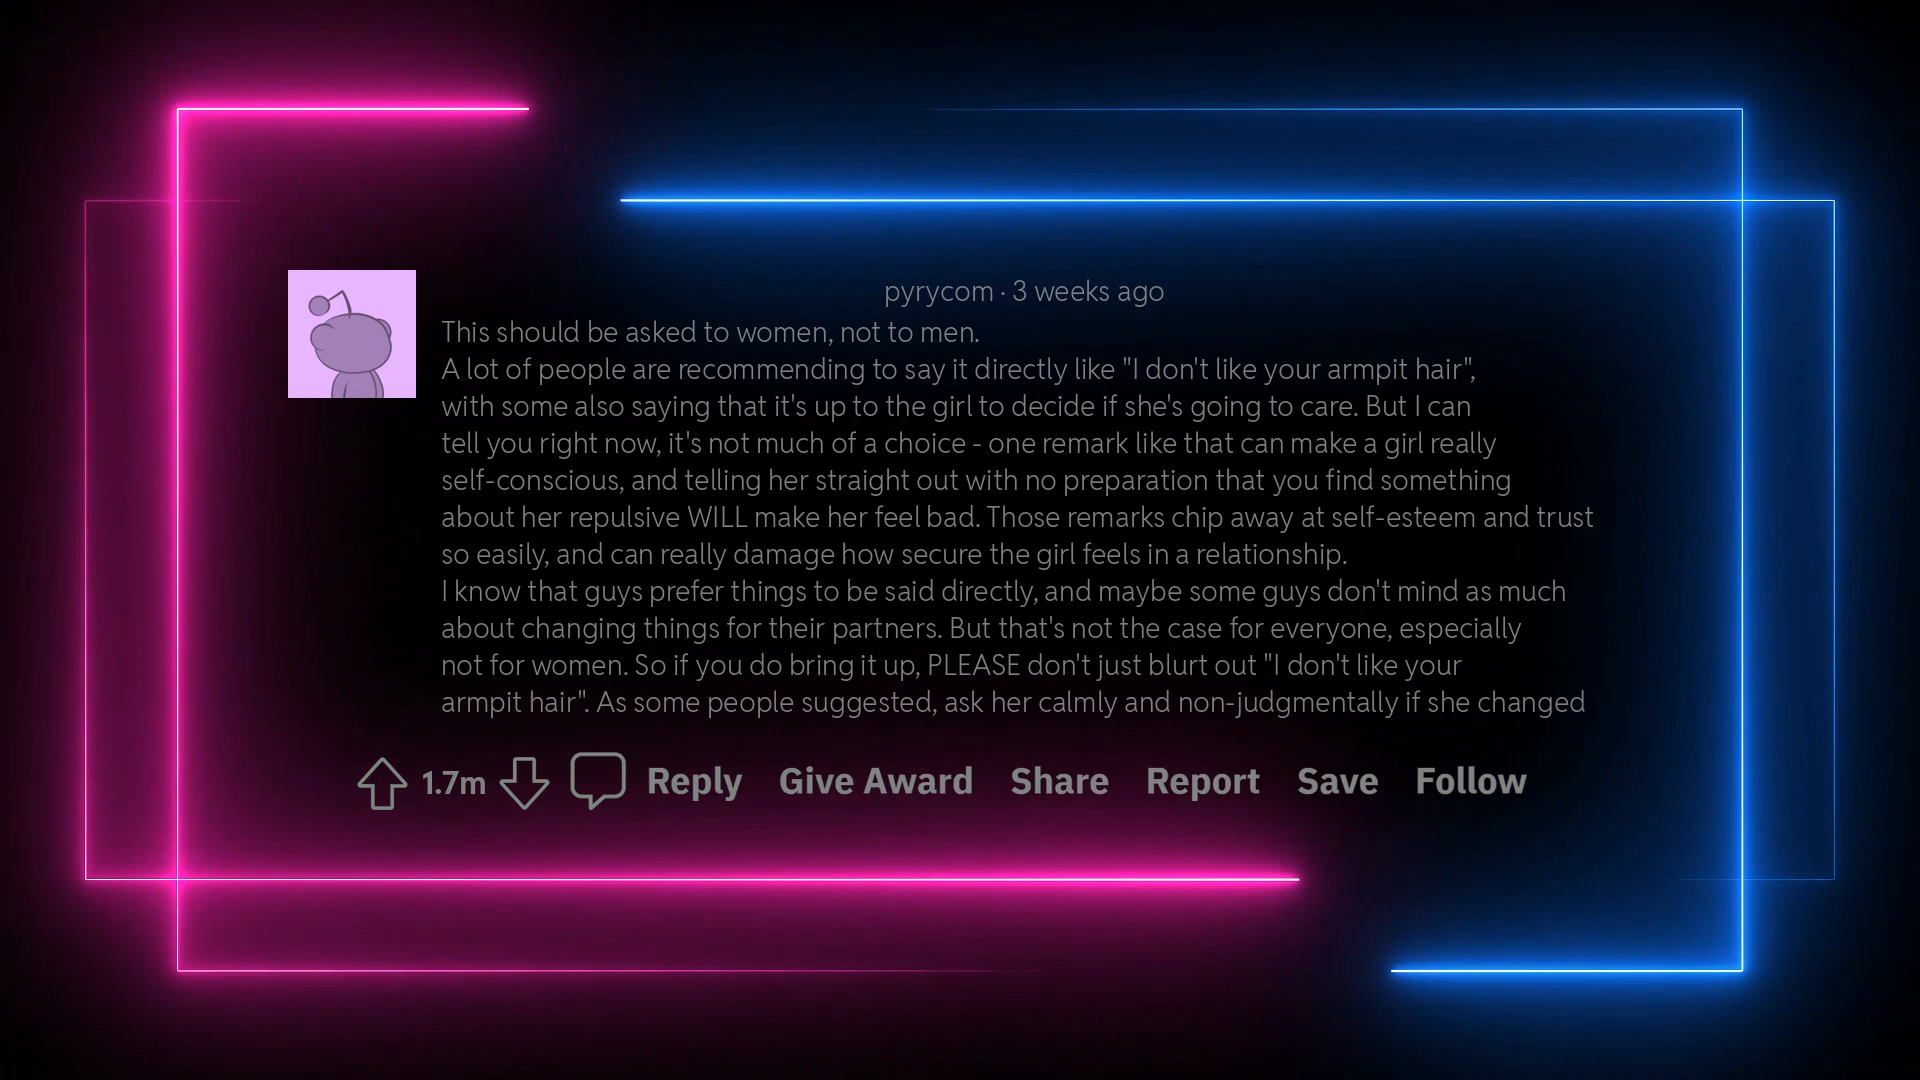 pyrycom · 3 weeks ago
This should be asked to women, not to men.
A lot of people are recommending to say it directly like "I don't like your armpit hair",
with some also saying that it's up to the girl to decide if she's going to care. But I can
tell you right now, it's not much of a choice - one remark like that can make a girl really
self-conscious, and telling her straight out with no preparation that you find something
about her repulsive WILL make her feel bad. Those remarks chip away at self-esteem and trust
so easily, and can really damage how secure the girl feels in a relationship.
I know that guys prefer things to be said directly, and maybe some guys don't mind as much
about changing things for their partners. But that's not the case for everyone, especially
not for women. So if you do bring it up, PLEASE don't just blurt out "I don't like your
armpit hair". As some people suggested, ask her calmly and non-judgmentally if she changed
1.7m Reply Give Award Share Report Save Follow